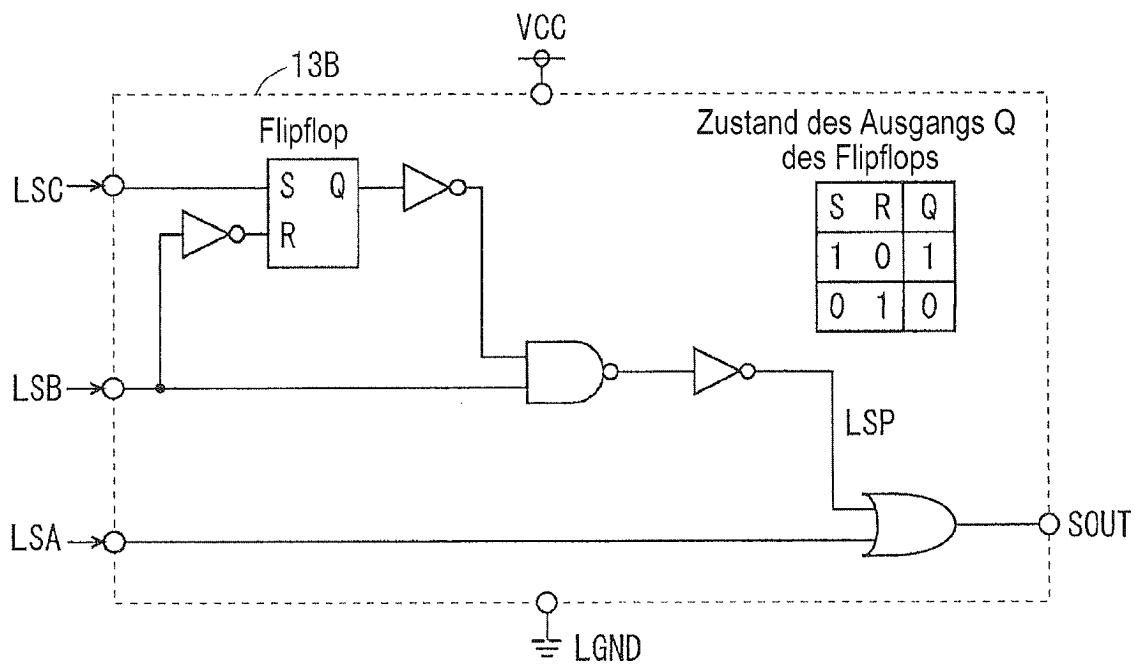 VCC
13B
Flipflop
Zustand des Ausgangs Q
des Flipflops
LSC
S Q
R
S R Q
1 0 1
0 1 0
LSB
LSP
LSA
SOUT
LGND